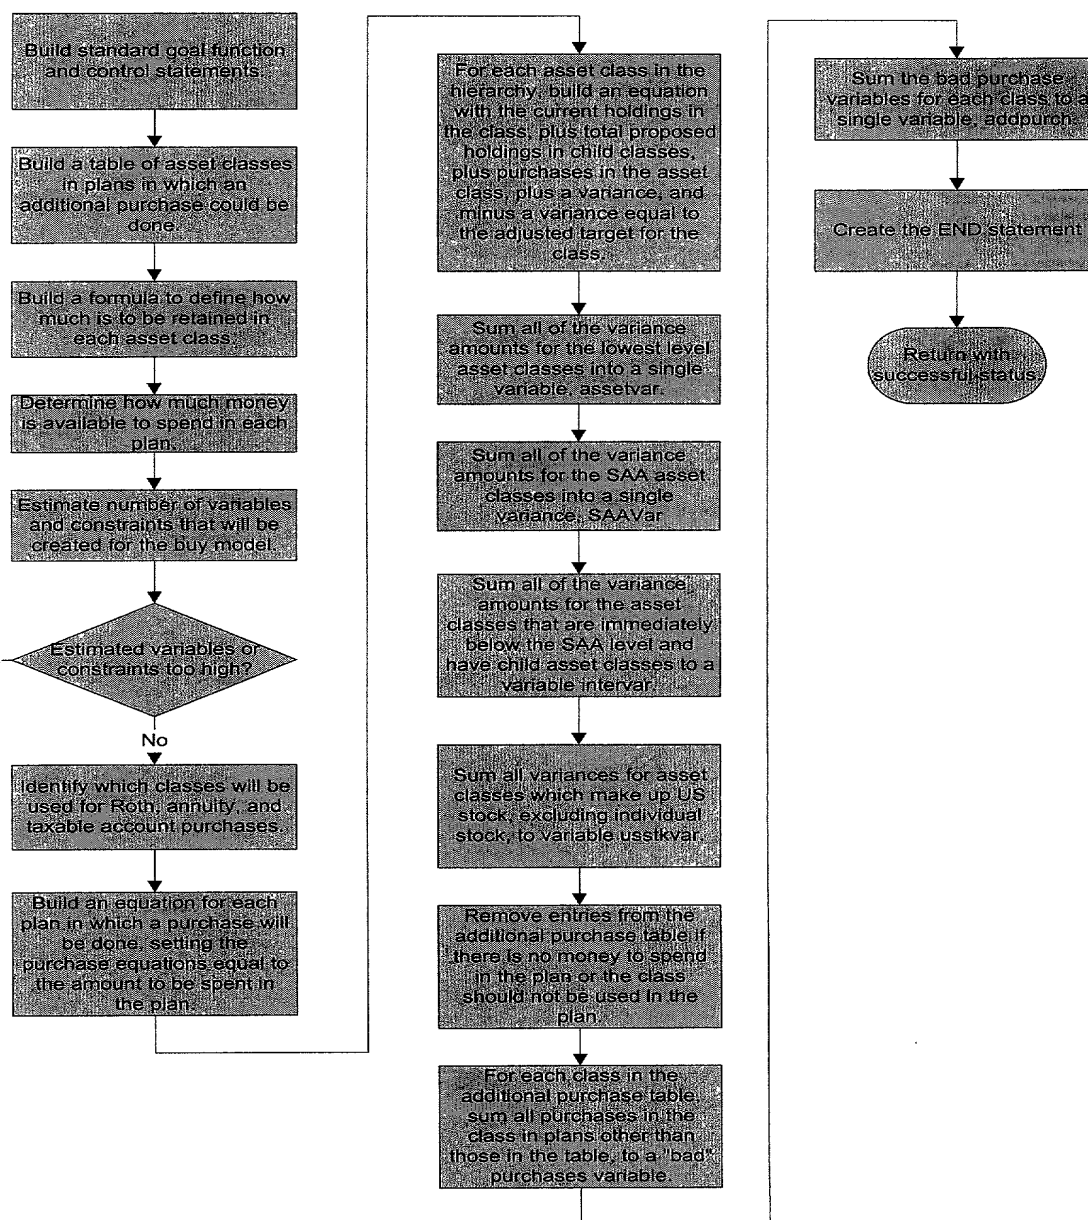 Build standard goal function
and control statements.
Build a table of asset classes
in plans in which an
additional purchase could be
done.
Build a formula to define how
much is to be retained in
each asset class.
Determine how much money
is available to spend in each
plan.
Estimate number of variables
and constraints that will be
created for the buy model.
Estimated variables or
constraints too high?
No
Identify which classes will be
used for Roth, annuity, and
taxable account purchases.
Build an equation for each
plan in which a purchase will
be done, setting the
purchase equations equal to
the amount to be spent in
the plan.
For each asset class in the
hierarchy, build an equation
with the current holdings in
the class, plus total proposed
holdings in child classes,
plus purchases in the asset
class, plus a variance, and
minus a variance equal to
the adjusted target for the
class.
Sum all of the variance
amounts for the lowest level
asset classes into a single
variable, assetvar.
Sum all of the variance
amounts for the SAA asset
classes into a single
variance, SAAVar
Sum all of the variance
amounts for the asset
classes that are immediately
below the SAA level and
have child asset classes to a
variable intervar.
Sum all variances for asset
classes which make up US
stock, excluding individual
stock, to variable usstkvar.
Remove entries from the
additional purchase table if
there is no money to spend
in the plan or the class
should not be used in the
plan.
For each class in the
additional purchase table,
sum all purchases in the
class in plans other than
those in the table, to a "bad"
purchases variable.
Sum the bad purchase
variables for each class to a
single variable, addpurch.
Create the END statement
Return with
successful status.